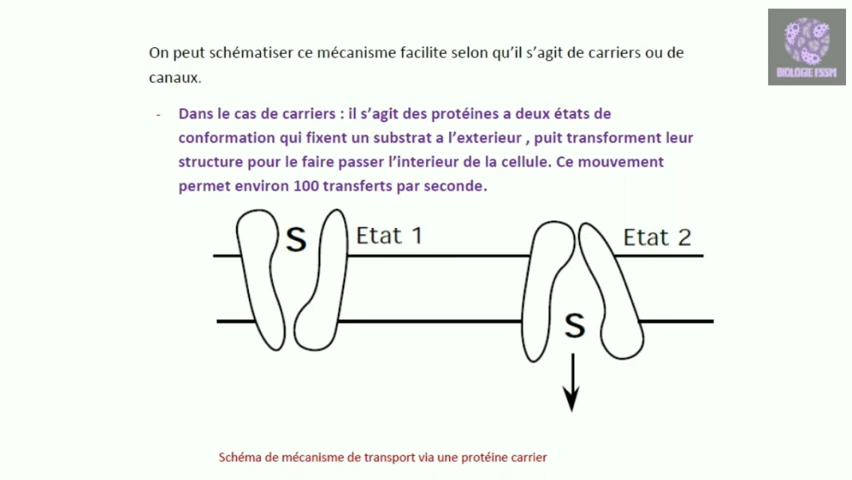 BIOLOGIE FSSM
On peut schématiser ce mécanisme facilite selon qu'il s'agit de carriers ou de
canaux.
- Dans le cas de carriers : il s'agit des protéines a deux états de
conformation qui fixent un substrat a l'exterieur , puit transforment leur
structure pour le faire passer l'interieur de la cellule. Ce mouvement
permet environ 100 transferts par seconde.
S Etat 1
Etat 2
S
Schéma de mécanisme de transport via une protéine carrier